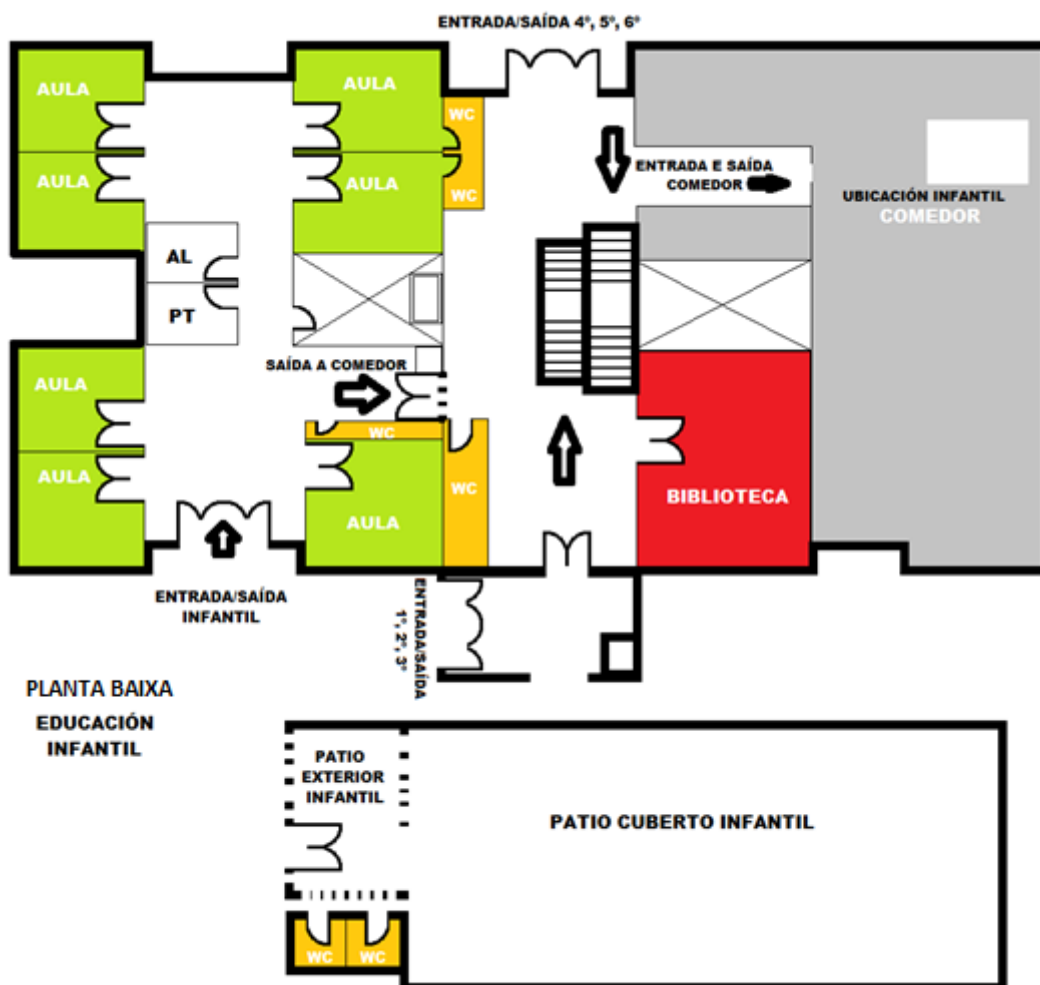 ENTRADA/SAÍDA 4º, 5º, 6º
AULA
AULA
WC
AULA
AULA
WC
ENTRADA E SAÍDA
COMEDOR
UBICACIÓN INFANTIL
COMEDOR
AL
PT
SAÍDA A COMEDOR
AULA
WC
AULA
WC
AULA
BIBLIOTECA
ENTRADA/SAÍDA
INFANTIL
ENTRADA/SAÍDA
1º, 2º, 3º
PLANTA BAIXA
EDUCACIÓN
INFANTIL
PATIO
EXTERIOR
INFANTIL
PATIO CUBERTO INFANTIL
WC
WC